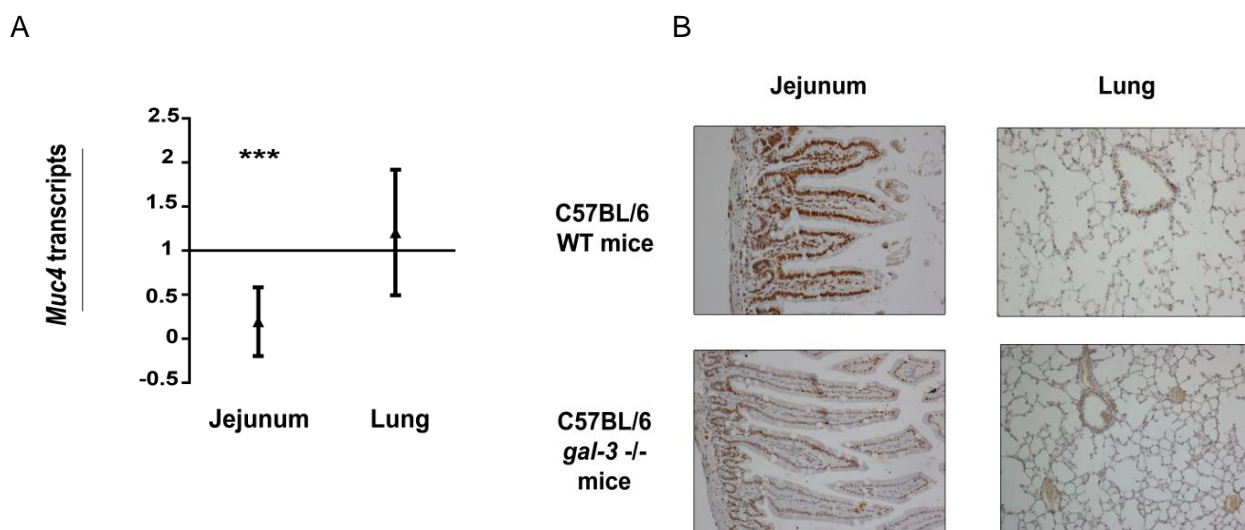 A
B
Jejunum
Lung
2.5
2
1.5
1
0.5
0
-0.5
***
Muc4 transcripts
Jejunum
Lung
C57BL/6
WT mice
C57BL/6
gal-3 -/-
mice